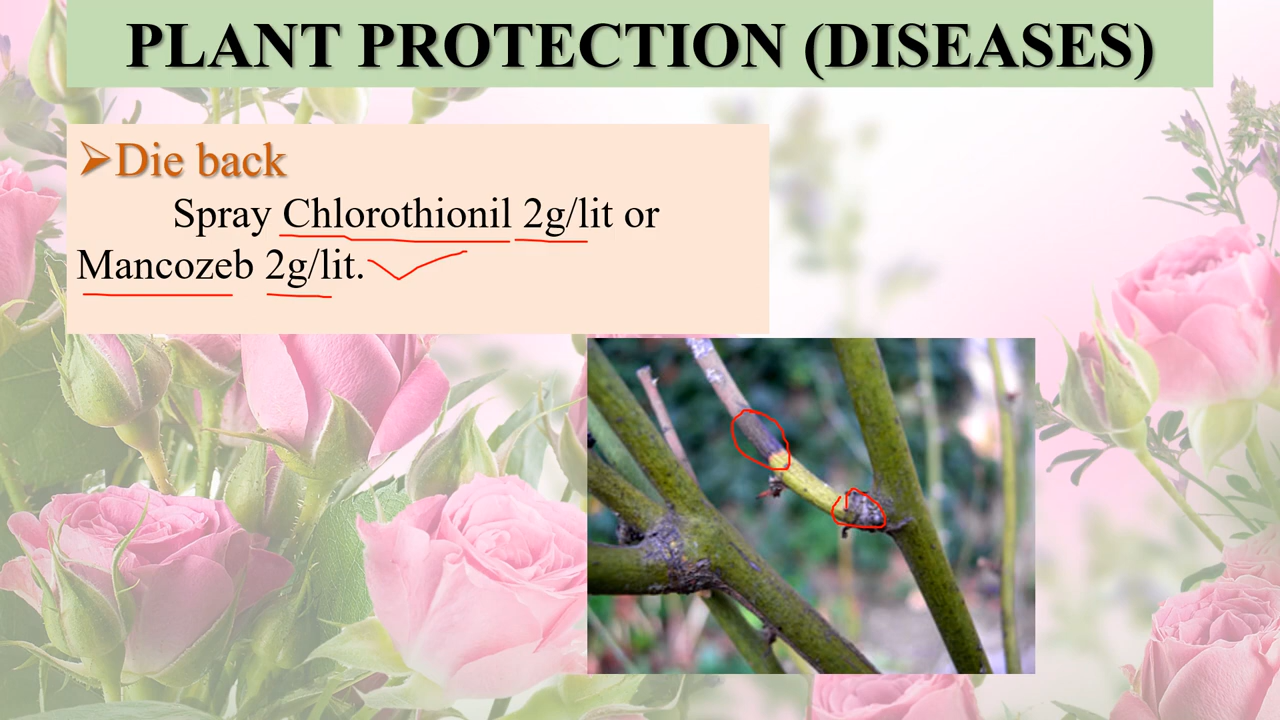 PLANT PROTECTION (DISEASES)
Die back
Spray Chlorothionil 2g/lit or
Mancozeb 2g/lit.